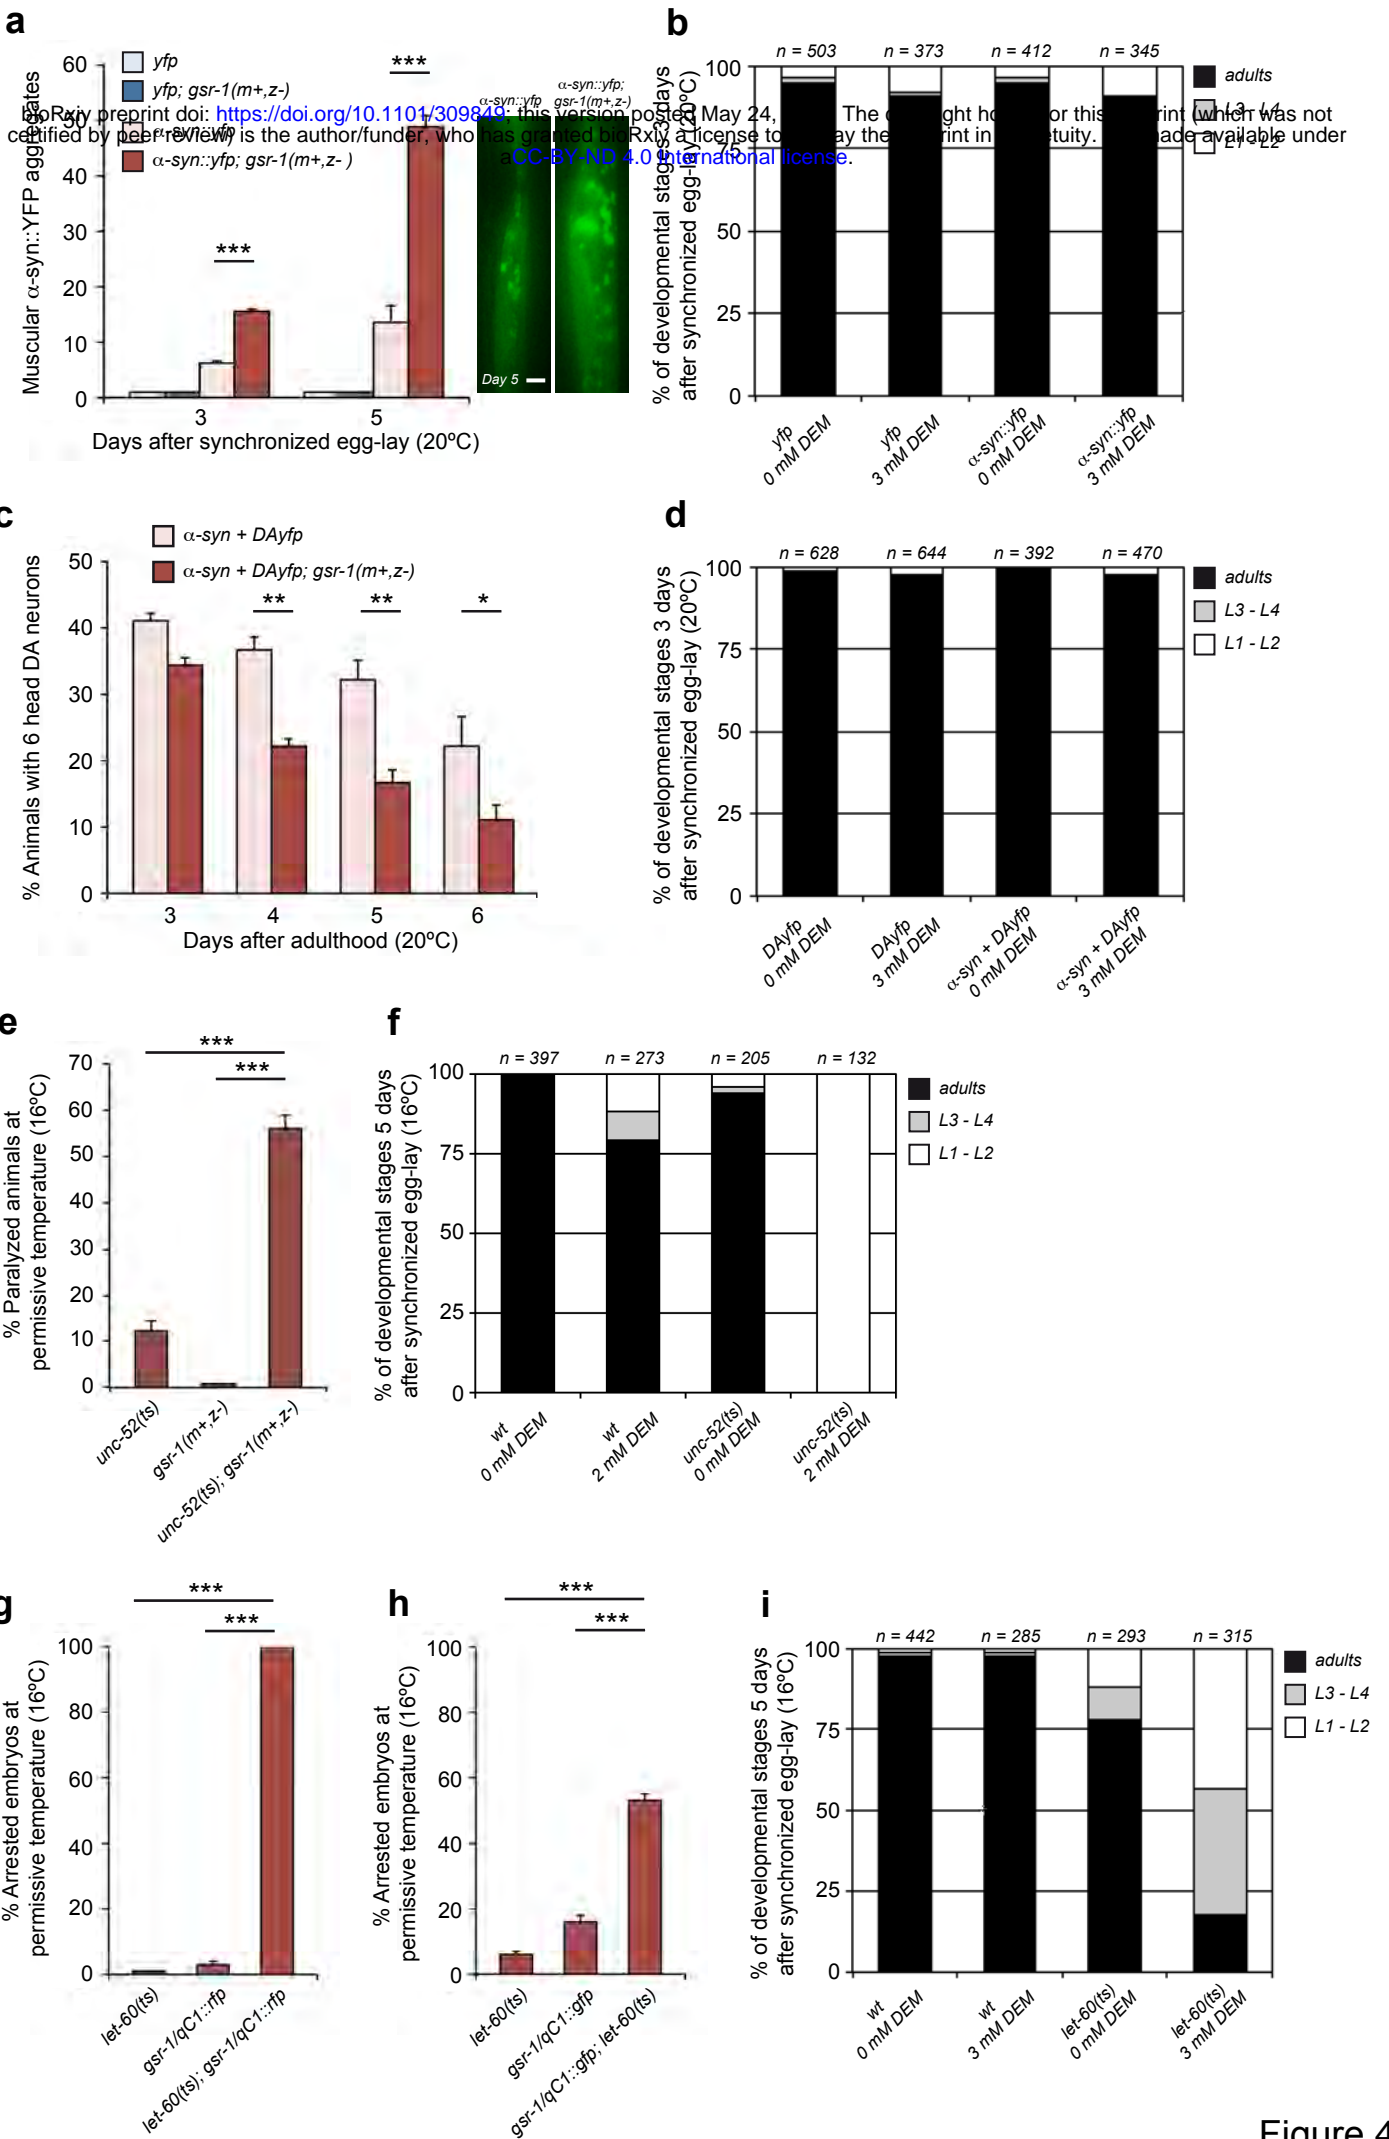 a
Muscular α-syn::YFP aggregates
60
50
40
30
20
10
0
yfp
yfp; gsr-1(m+,z-)
α-syn::yfp
α-syn::yfp; gsr-1(m+,z- )
***
***
3
5
Days after synchronized egg-lay (20ºC)
α-syn::yfp
α-syn::yfp;
gsr-1(m+,z-)
Day 5
bioRxiv preprint doi: https://doi.org/10.1101/309849; this version posted May 24,
The
(which was not
certified by peer review) is the author/funder, who has granted bioRxiv a license to
made available under
aCC-BY-ND 4.0 International license.
b
% of developmental stages 3 days
after synchronized egg-lay (20ºC)
n = 503
n = 373
n = 412
n = 345
100
75
50
25
0
adults
L3 - L4
L1 - L2
yfp
0 mM DEM
yfp
3 mM DEM
α-syn::yfp
0 mM DEM
α-syn::yfp
3 mM DEM
c
% Animals with 6 head DA neurons
α-syn + DAyfp
α-syn + DAyfp; gsr-1(m+,z-)
50
40
30
20
10
0
**
**
*
3
4
5
6
Days after adulthood (20ºC)
d
% of developmental stages 3 days
after synchronized egg-lay (20ºC)
n = 628
n = 644
n = 392
n = 470
100
75
50
25
0
adults
L3 - L4
L1 - L2
DAyfp
0 mM DEM
DAyfp
3 mM DEM
α-syn + DAyfp
0 mM DEM
α-syn + DAyfp
3 mM DEM
e
% Paralyzed animals at
permissive temperature (16ºC)
***
***
70
60
50
40
30
20
10
0
unc-52(ts)
gsr-1(m+,z-)
unc-52(ts); gsr-1(m+,z-)
f
% of developmental stages 5 days
after synchronized egg-lay (16ºC)
n = 397
n = 273
n = 205
n = 132
100
75
50
25
0
adults
L3 - L4
L1 - L2
wt
0 mM DEM
wt
2 mM DEM
unc-52(ts)
0 mM DEM
unc-52(ts)
2 mM DEM
g
% Arrested embryos at
permissive temperature (16ºC)
***
***
100
80
60
40
20
0
let-60(ts)
gsr-1/qC1::rfp
let-60(ts); gsr-1/qC1::rfp
h
% Arrested embryos at
permissive temperature (16ºC)
***
***
100
80
60
40
20
0
let-60(ts)
gsr-1/qC1::gfp
gsr-1/qC1::gfp; let-60(ts)
i
% of developmental stages 5 days
after synchronized egg-lay (16ºC)
n = 442
n = 285
n = 293
n = 315
100
75
50
25
0
adults
L3 - L4
L1 - L2
wt
0 mM DEM
wt
3 mM DEM
let-60(ts)
0 mM DEM
let-60(ts)
3 mM DEM
Figure 4